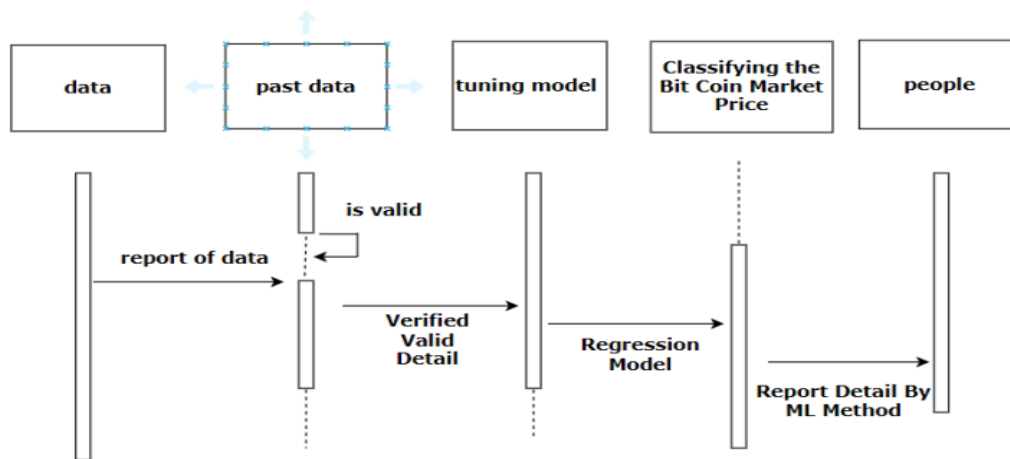 data
past data
tuning model
Classifying the
Bit Coin Market
Price
people
is valid
report of data
Verified
Valid
Detail
Regression
Model
Report Detail By
ML Method